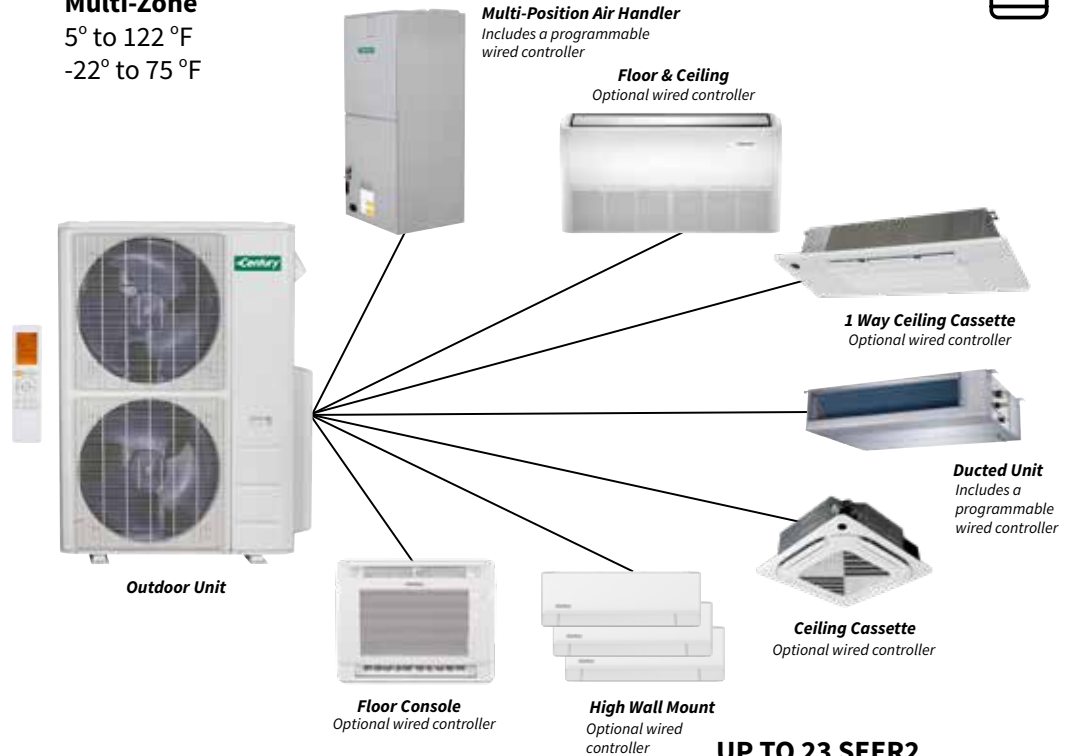 Multi-Zone
5° to 122 °F
-22° to 75 °F
Multi-Position Air Handler
Includes a programmable
wired controller
Floor & Ceiling
Optional wired controller
Century
1 Way Ceiling Cassette
Optional wired controller
Ducted Unit
Includes a
programmable
wired controller
Outdoor Unit
Ceiling Cassette
Optional wired controller
Floor Console
Optional wired controller
High Wall Mount
Optional wired
controller
UP TO 23 SEER2